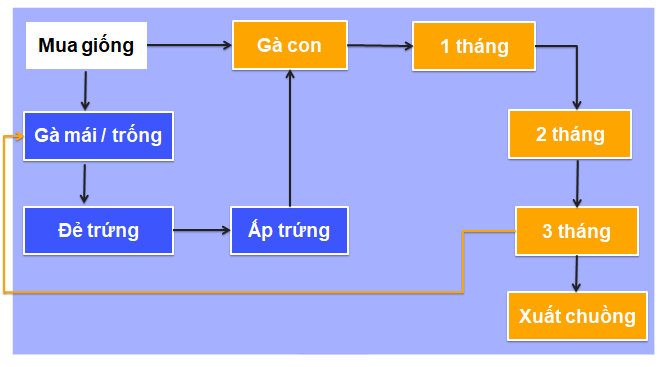 Mua giống
Gà con
1 tháng
Gà mái / trống
2 tháng
Đẻ trứng
Ấp trứng
3 tháng
Xuất chuồng